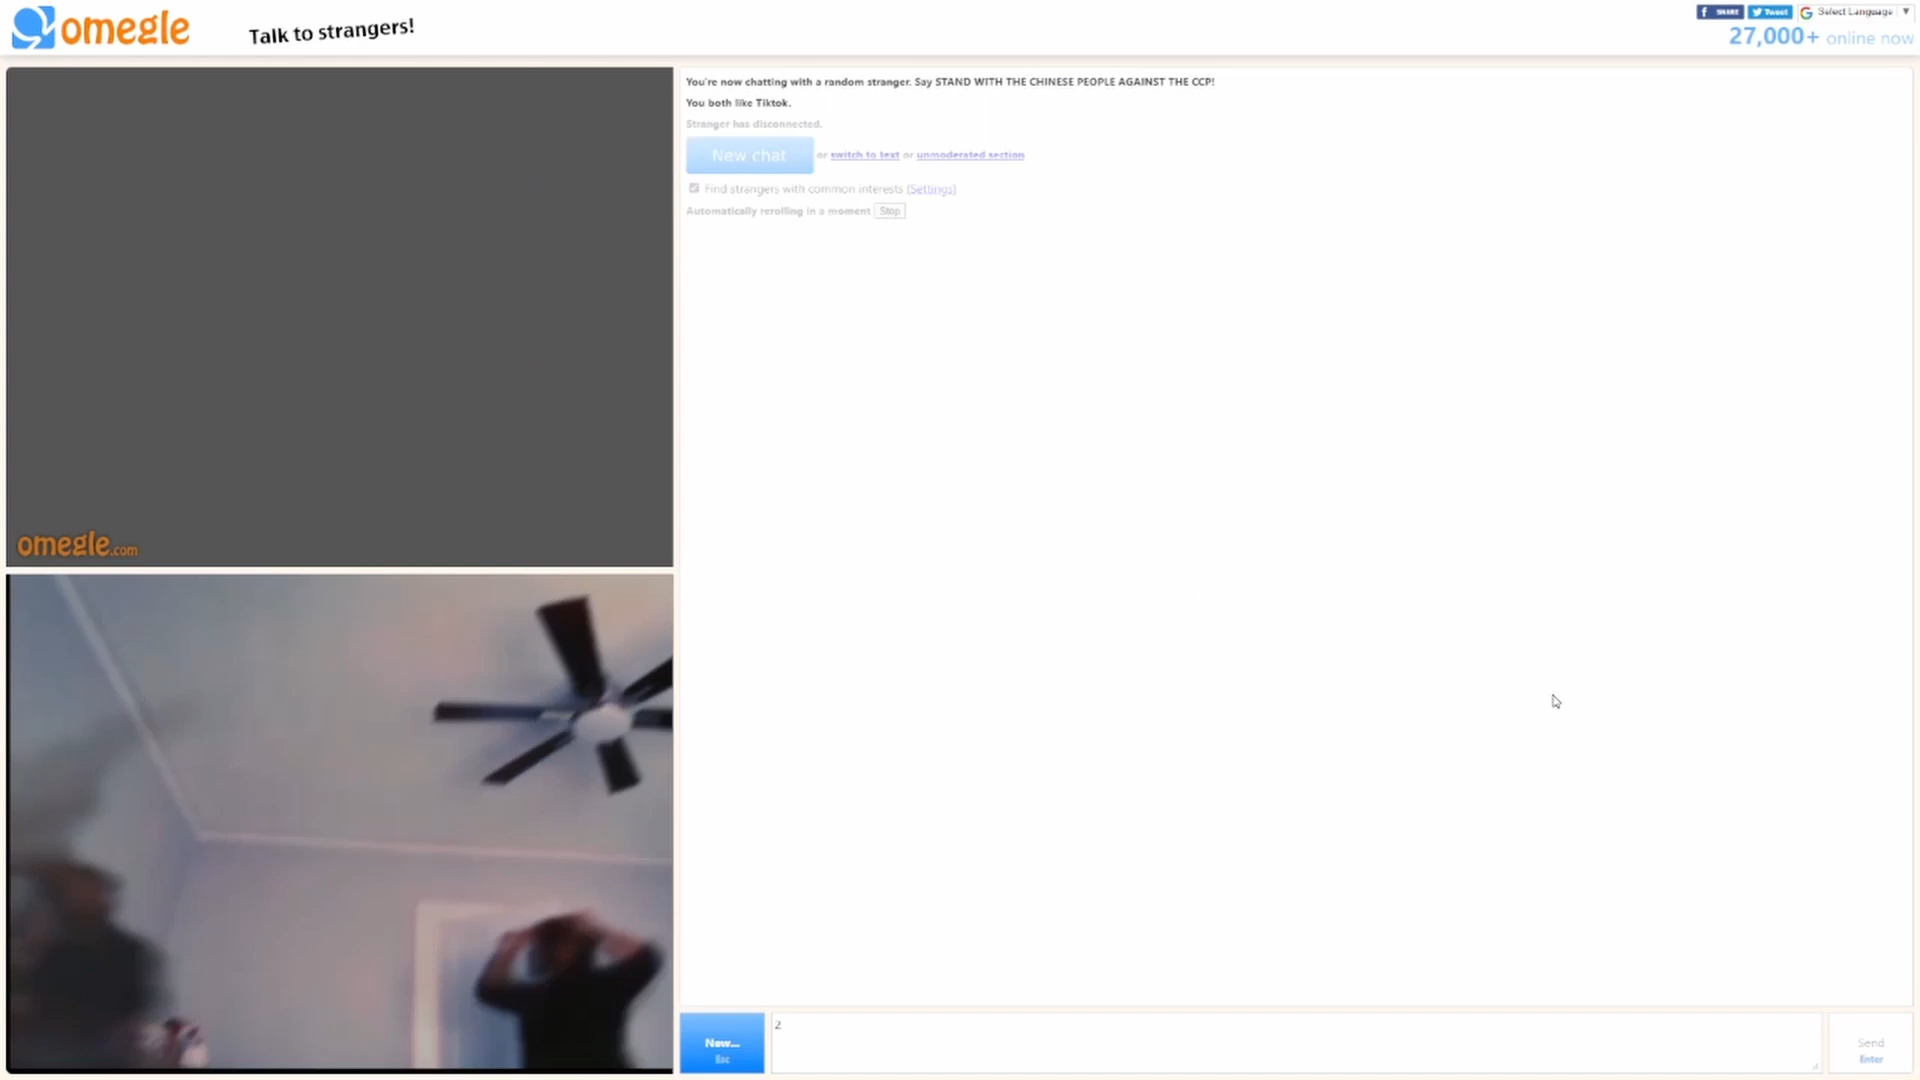 omegle
Talk to strangers!
SHARE
Tweet
Select Language
27,000+ online now
You're now chatting with a random stranger. Say STAND WITH THE CHINESE PEOPLE AGAINST THE CCP!
You both like Tiktok.
Stranger has disconnected.
New chat or switch to text or unmoderated section
Find strangers with common interests (Settings)
Automatically rerolling in a moment Stop
omegle.com
New...
Esc
2
Send
Enter